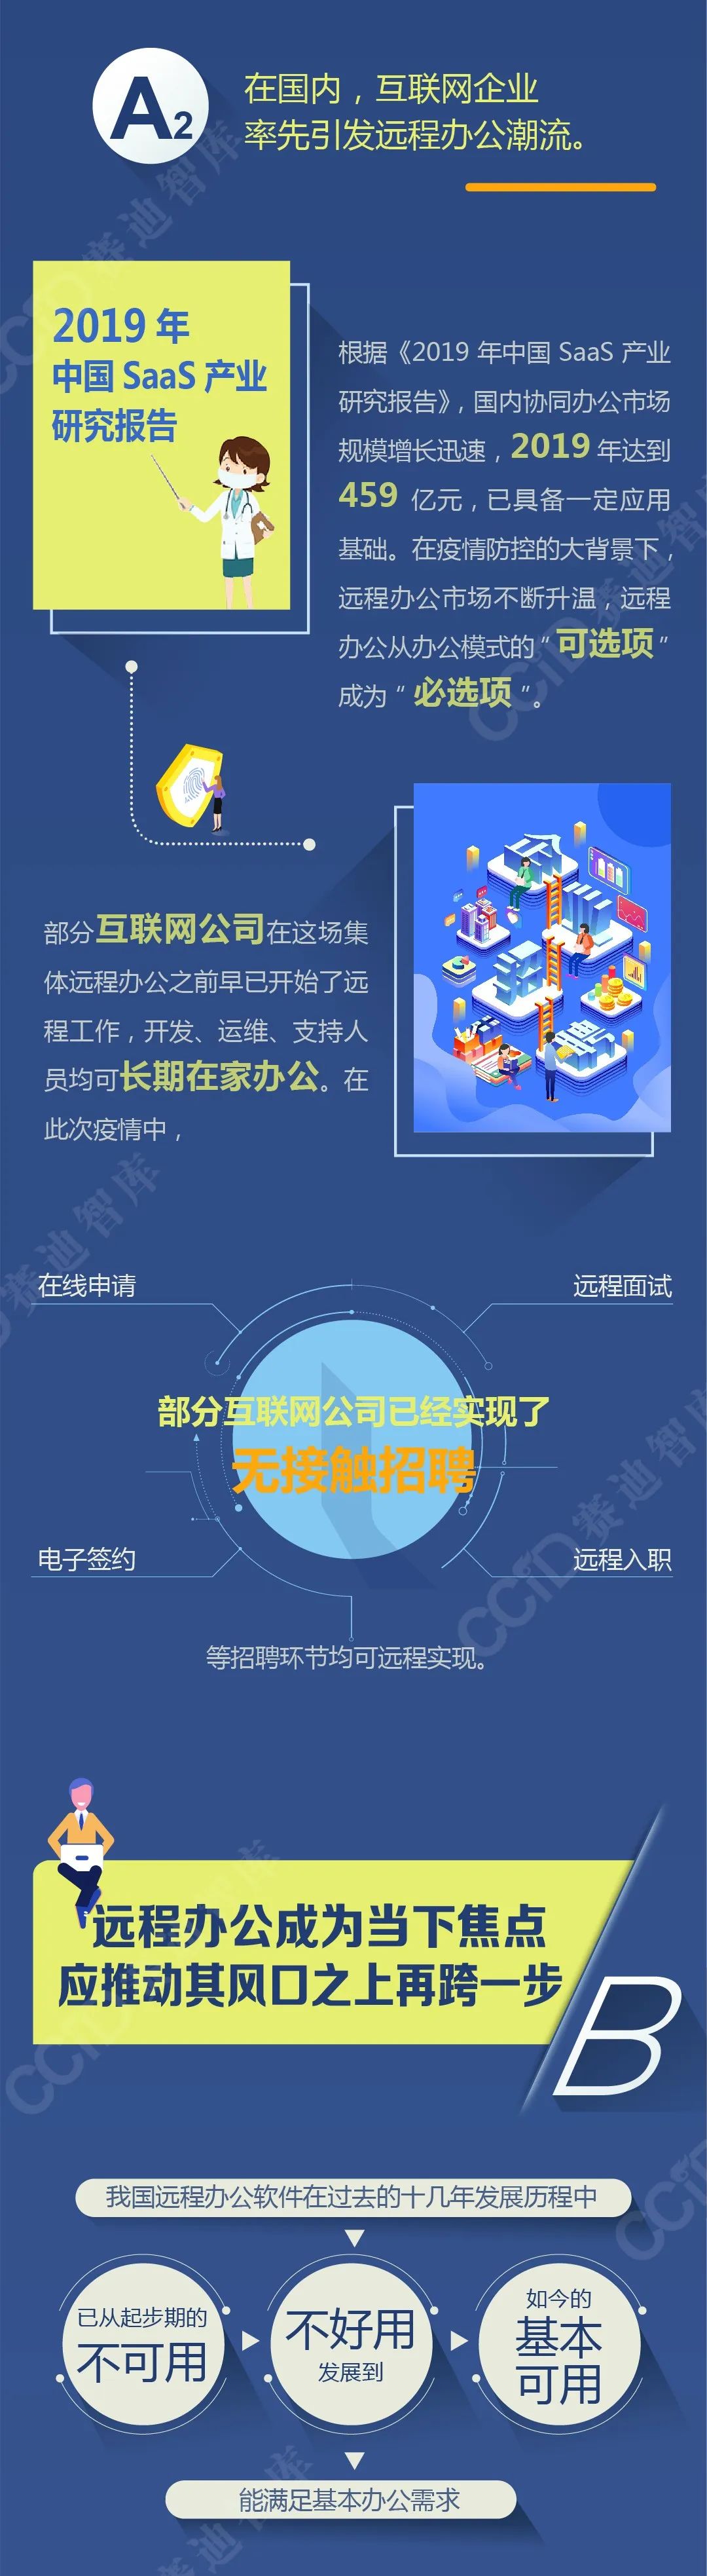 A2
在国内，互联网企业
率先引发远程办公潮流。
2019 年
中国 SaaS 产业
研究报告
根据《2019 年中国 SaaS 产业
研究报告》，国内协同办公市场
规模增长迅速，2019 年达到
459 亿元，已具备一定应用
基础。在疫情防控的大背景下，
远程办公市场不断升温，远程
办公从办公模式的“可选项”
成为“必选项”。
部分互联网公司在这场集
体远程办公之前早已开始了远
程工作，开发、运维、支持人
员均可长期在家办公。在
此次疫情中，
在线申请
远程面试
部分互联网公司已经实现了
无接触招聘
电子签约
远程入职
等招聘环节均可远程实现。
远程办公成为当下焦点
应推动其风口之上再跨一步
B
我国远程办公软件在过去的十几年发展历程中
已从起步期的
不可用
不好用
发展到
如今的
基本
可用
能满足基本办公需求
CCID 赛迪智库